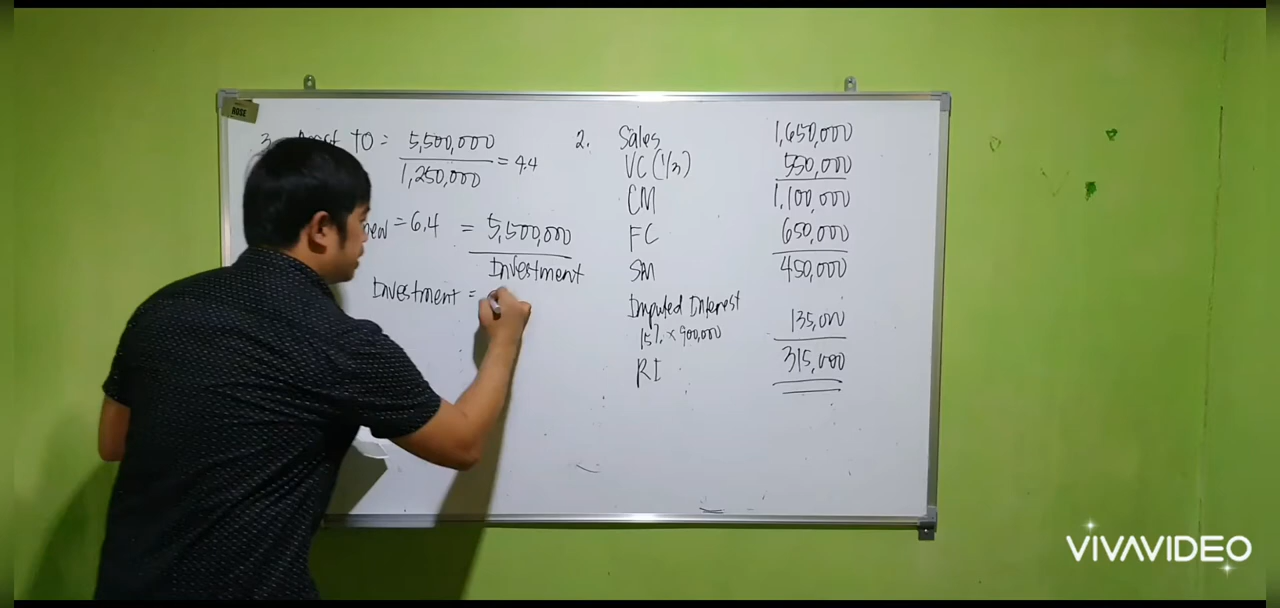 ROSE
3. TO = 5,500,000
1,250,000
= 4.4
new = 6.4 = 5,500,000
Investment
Investment =
2. Sales 1,650,000
VC (1/3) 550,000
CM 1,100,000
FC 650,000
SM 450,000
Imputed Interest
15% x 900,000 135,000
RI 315,000
VIVAVIDEO